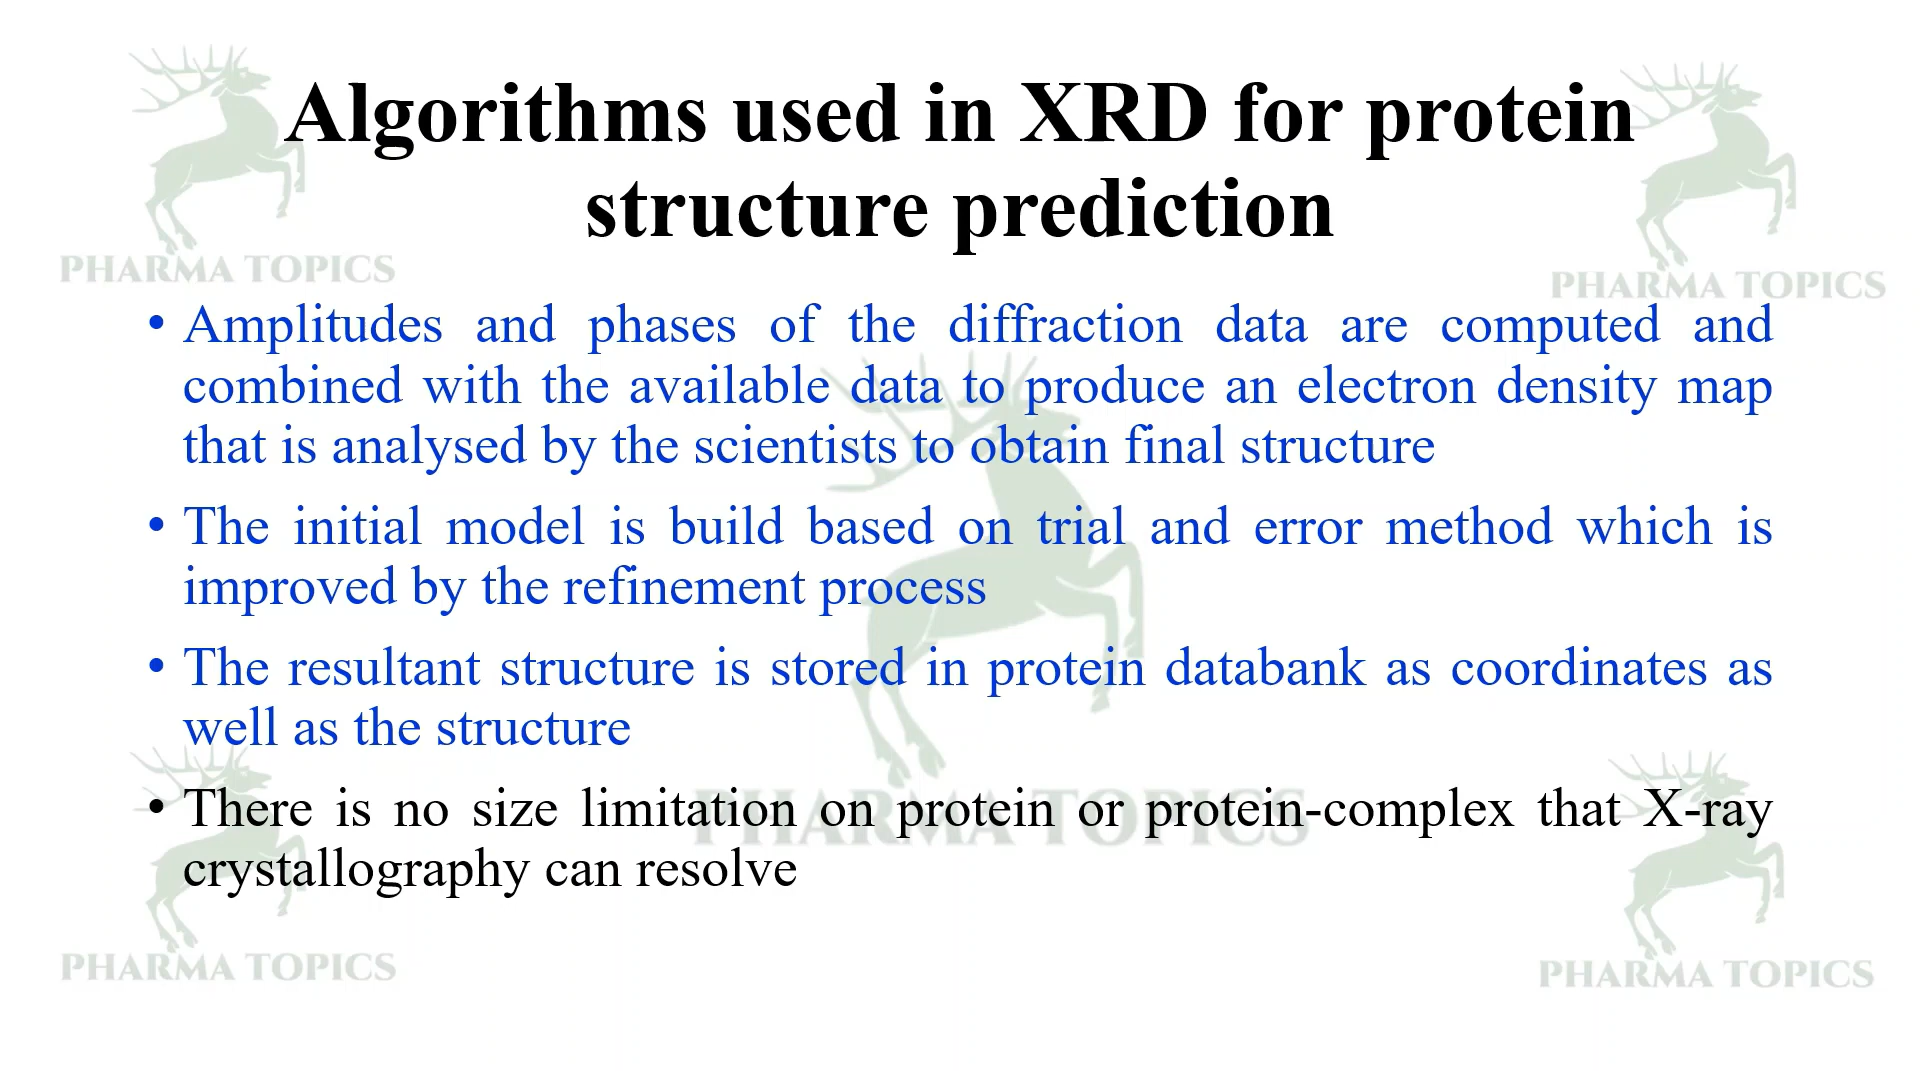 Algorithms used in XRD for protein
structure prediction
PHARMA TOPICS
PHARMA TOPICS
• Amplitudes and phases of the diffraction data are computed and
combined with the available data to produce an electron density map
that is analysed by the scientists to obtain final structure
• The initial model is build based on trial and error method which is
improved by the refinement process
• The resultant structure is stored in protein databank as coordinates as
well as the structure
• There is no size limitation on protein or protein-complex that X-ray
crystallography can resolve
PHARMA TOPICS
PHARMA TOPICS
PHARMA TOPICS